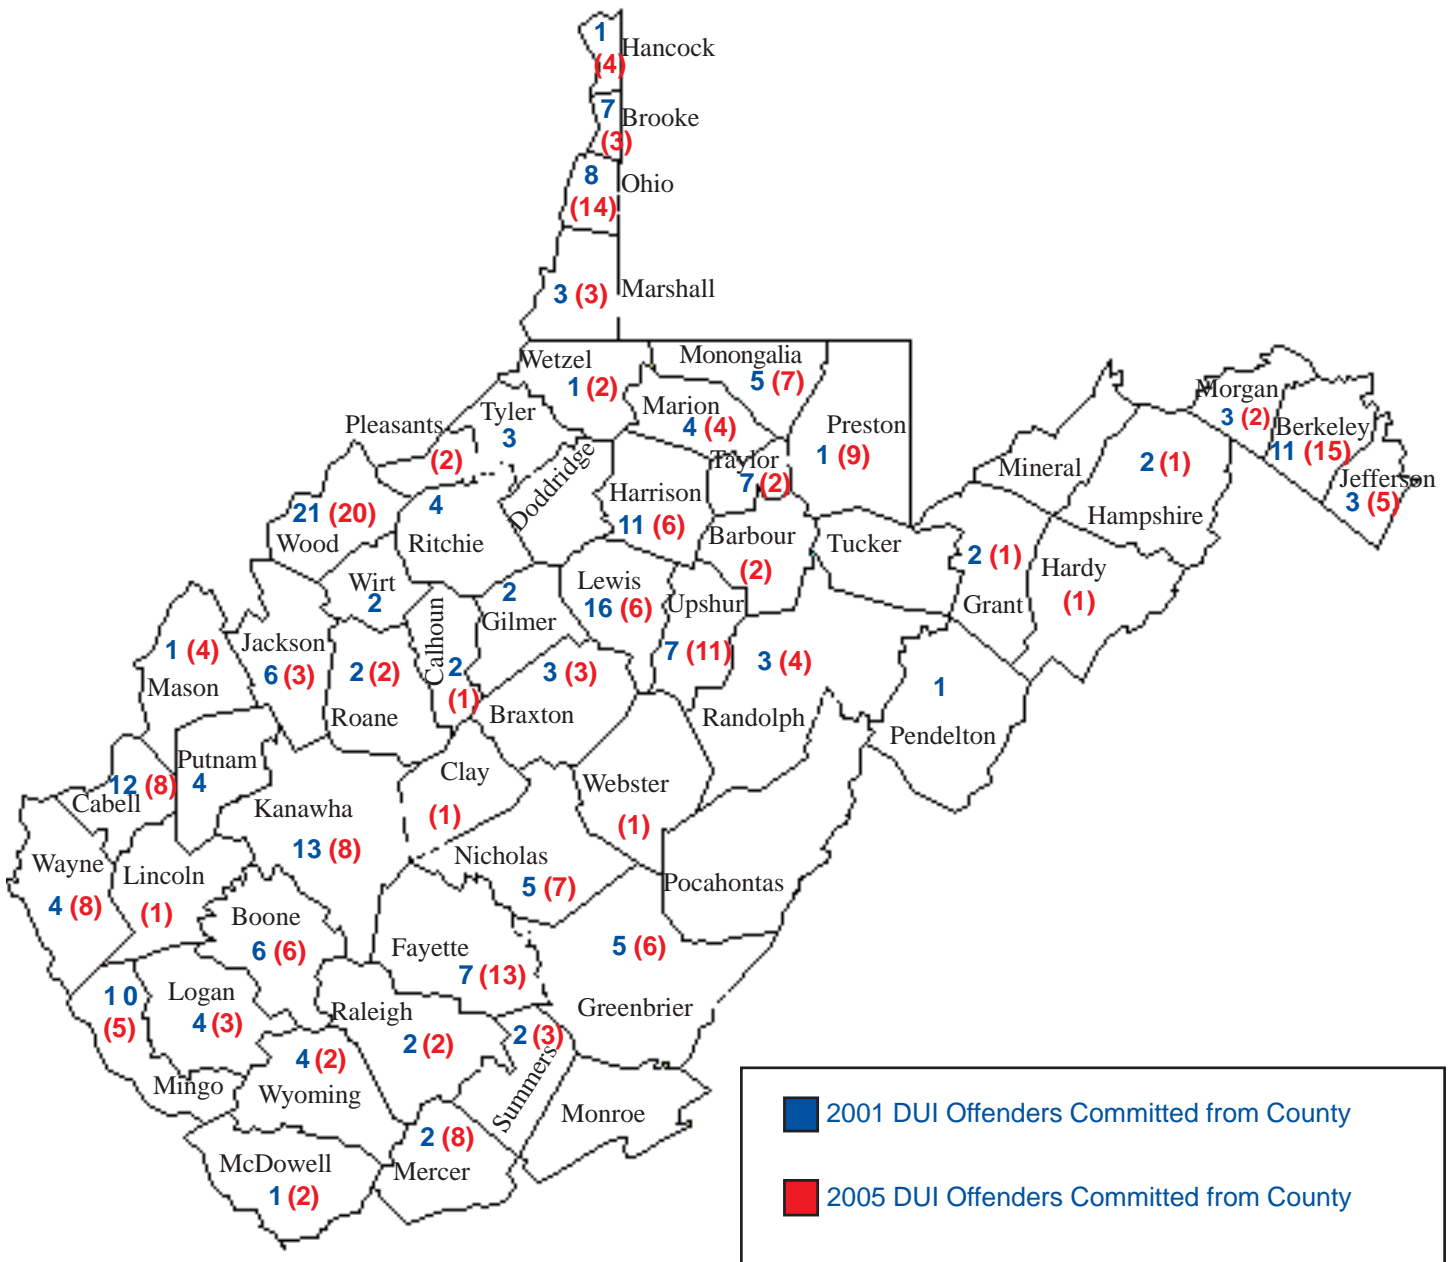 1
Hancock
(4)
7
Brooke
(3)
8
Ohio
(14)
3 (3)
Marshall
Wetzel
1 (2)
Monongalia
5 (7)
Marion
4 (4)
Preston
1 (9)
Taylor
7 (2)
Pleasants
(2)
Tyler
3
Doddridge
Harrison
11 (6)
Barbour
(2)
Tucker
21 (20)
Wood
4
Ritchie
Wirt
2
Calhoun
2
(1)
2
Gilmer
Lewis
16 (6)
Upshur
7 (11)
Mineral
2 (1)
Hampshire
Morgan
3 (2)
Berkeley
11 (15)
Jefferson
3 (5)
2 (1)
Grant
Hardy
(1)
1 (4)
Mason
Jackson
6 (3)
2 (2)
Roane
3 (3)
Braxton
3 (4)
Randolph
1
Pendelton
12 (8)
Cabell
Putnam
4
Kanawha
13 (8)
Clay
(1)
Webster
(1)
Pocahontas
Wayne
4 (8)
Lincoln
(1)
Boone
6 (6)
Nicholas
5 (7)
Fayette
7 (13)
5 (6)
Greenbrier
1 0
(5)
Mingo
Logan
4 (3)
4 (2)
Wyoming
Raleigh
2 (2)
2 (3)
Summers
Monroe
McDowell
1 (2)
2 (8)
Mercer
2001 DUI Offenders Committed from County
2005 DUI Offenders Committed from County